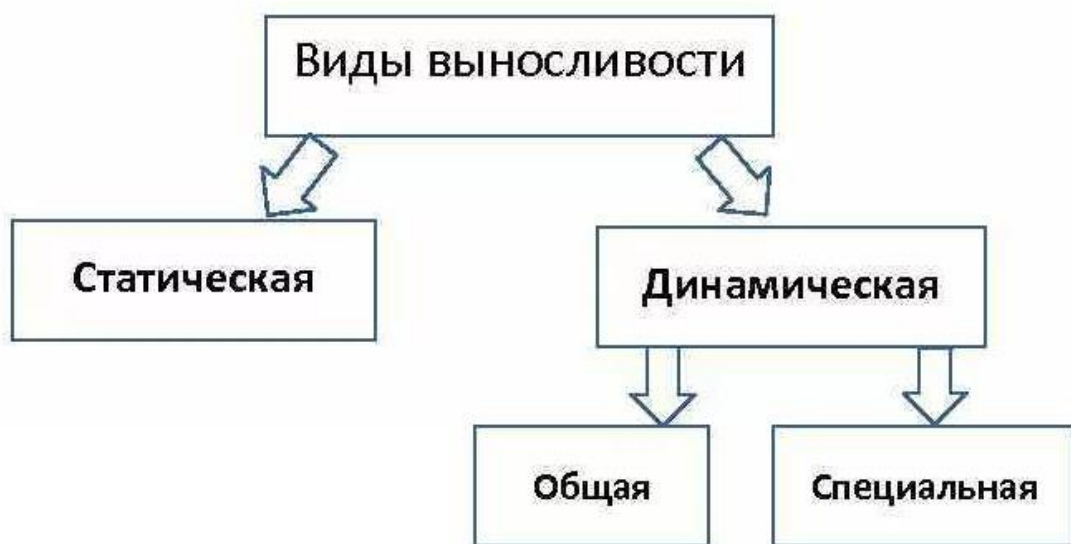 Виды выносливости
Статическая
Динамическая
Общая
Специальная